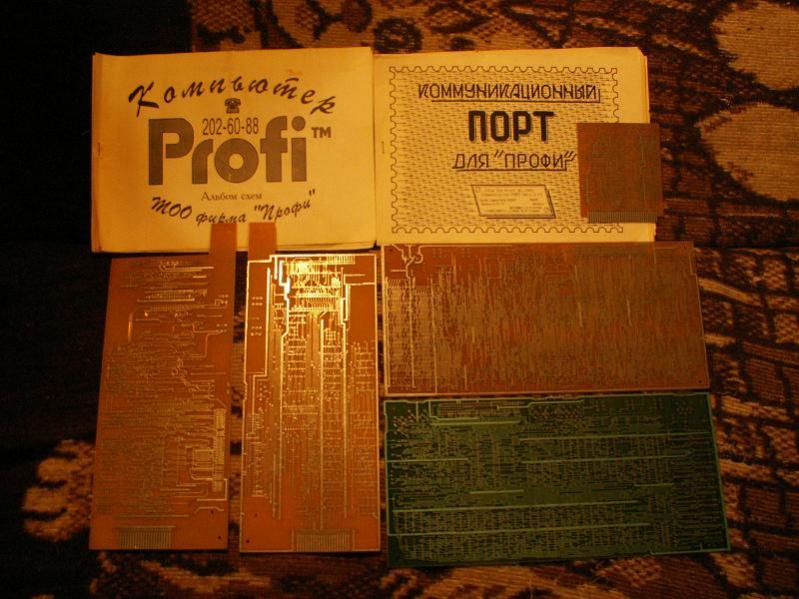 Компьютер
202-60-88
Profi™
Альбом схем
ТОО фирма "Профи"
КОММУНИКАЦИОННЫЙ
ПОРТ
ДЛЯ "ПРОФИ"